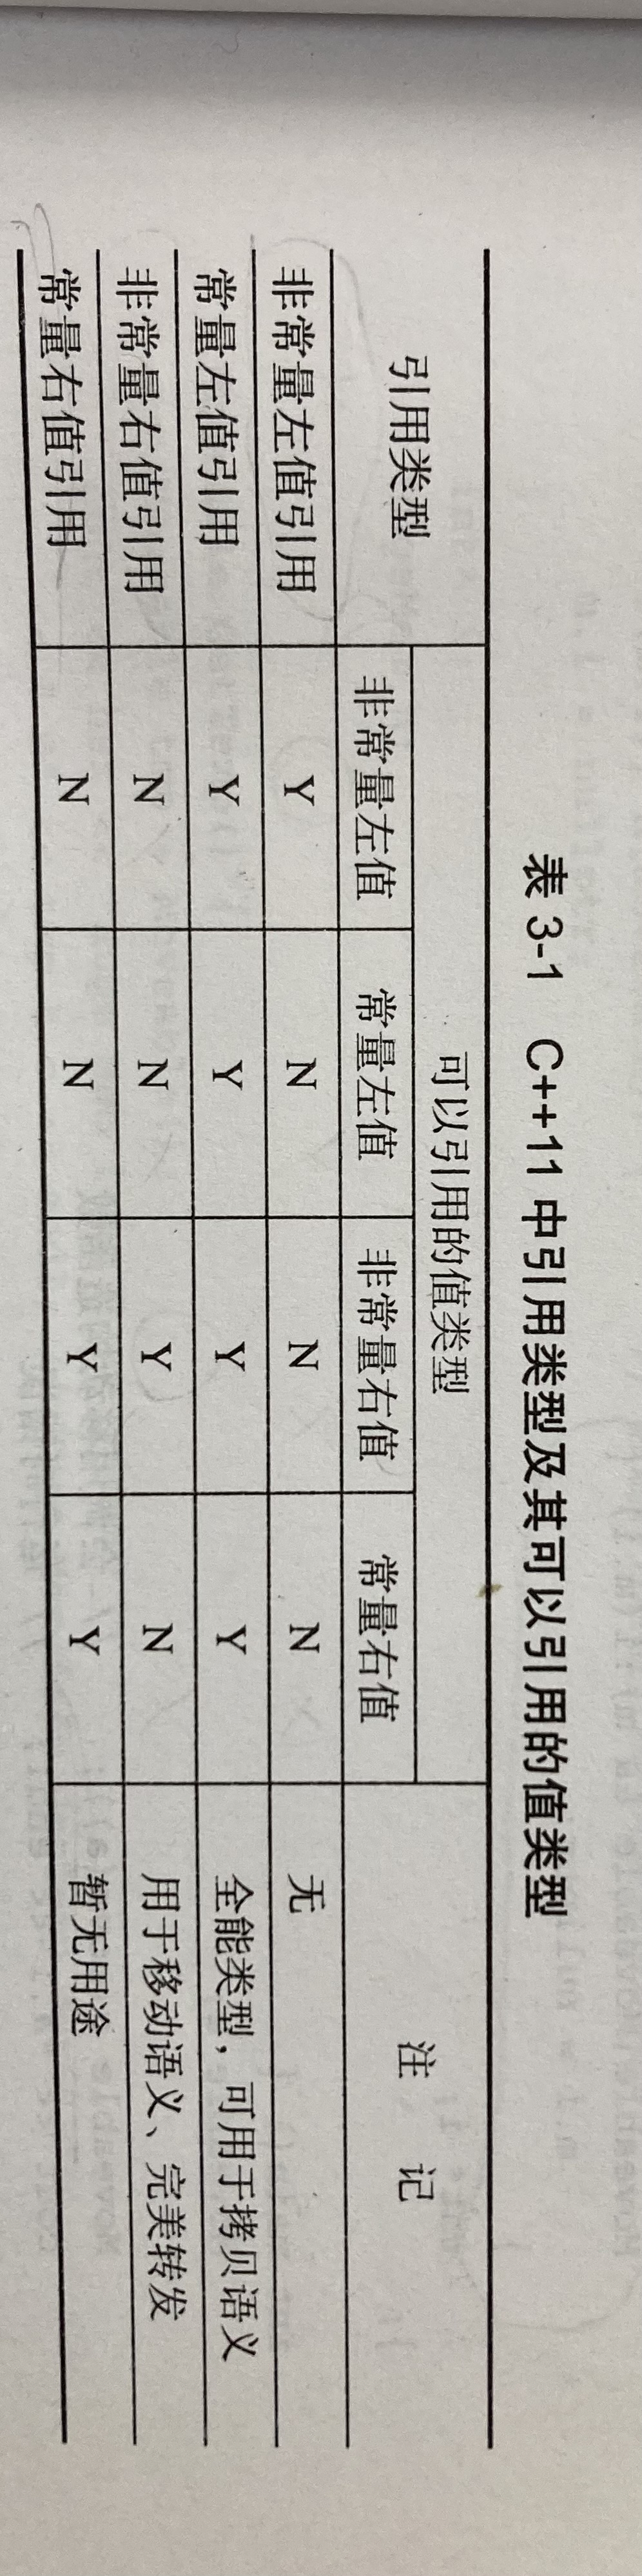 表 3-1 C++11 中引用类型及其可以引用的值类型
引用类型 可以引用的值类型 注 记
非常量左值 常量左值 非常量右值 常量右值
非常量左值引用 Y N N N 无
常量左值引用 Y Y Y Y 全能类型，可用于拷贝语义
非常量右值引用 N N Y N 用于移动语义、完美转发
常量右值引用 N N Y Y 暂无用途